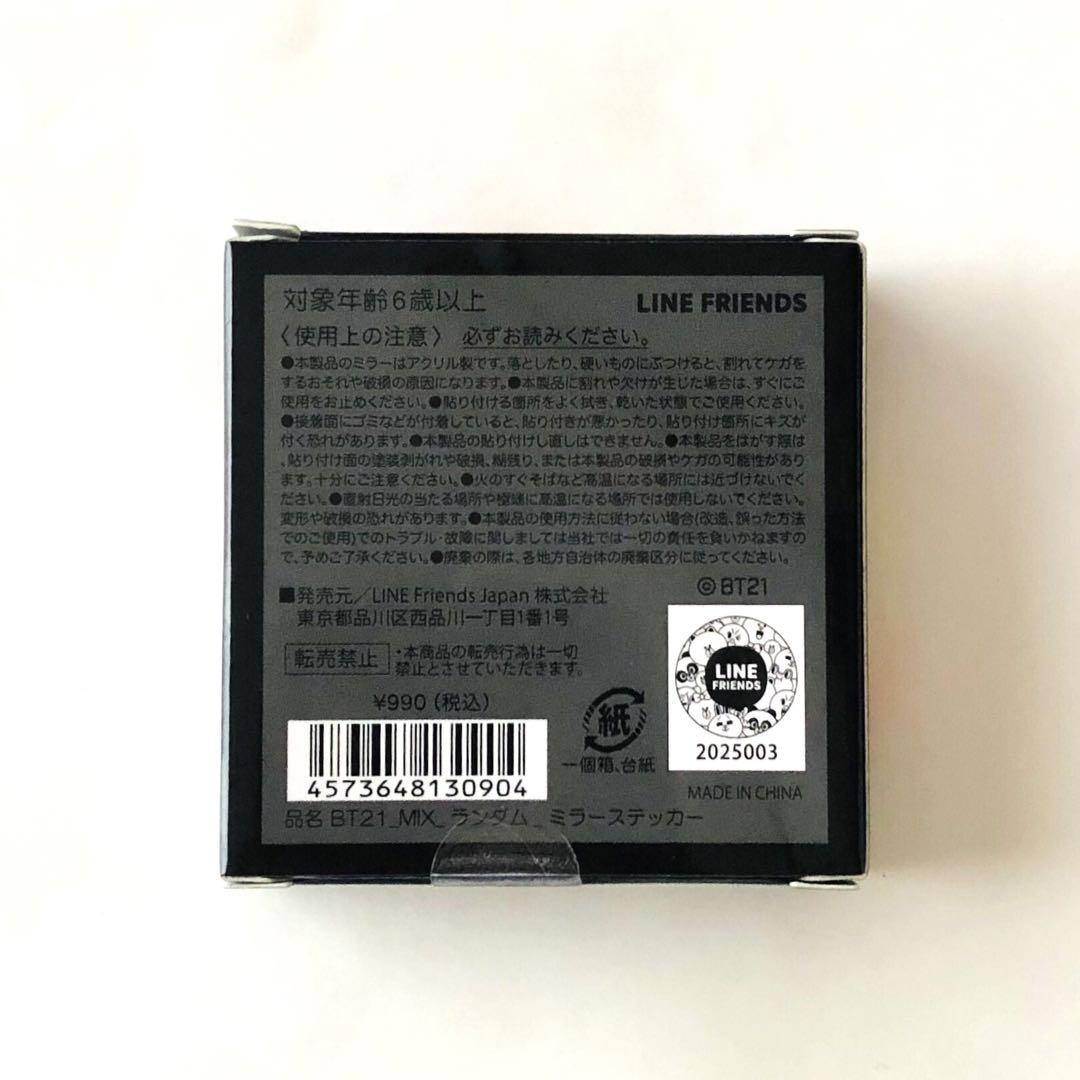 対象年齢6歳以上
LINE FRIENDS
〈使用上の注意〉 必ずお読みください。
●本製品のミラーはアクリル製です。落としたり、硬いものにぶつけると、割れてケガを
するおそれや破損の原因になります。●本製品に割れや欠けが生じた場合は、すぐにご
使用をお止めください。●貼り付ける箇所をよく拭き、乾いた状態でご使用ください。
●接着面にゴミなどが付着していると、貼り付きが悪かったり、貼り付け箇所にキズが
付く恐れがあります。●本製品の貼り付けし直しはできません。●本製品をはがす際は
、貼り付け面の塗装剥がれや破損、糊残り、または本製品の破損やケガの可能性があり
ます。十分にご注意ください。●火のすぐそばなど高温になる場所には近づけないでく
ださい。●直射日光の当たる場所や極端に高温になる場所では使用しないでください。
変形や破損の恐れがあります。●本製品の使用方法に従わない場合(改造、誤った方法
でのご使用)でのトラブル・故障に関しましては当社では一切の責任を負いかねますの
で、予めご了承ください。●廃棄の際は、各地方自治体の廃棄区分に従ってください。
©BT21
■発売元/LINE Friends Japan 株式会社
東京都品川区西品川一丁目1番1号
転売禁止
・本商品の転売行為は一切
禁止とさせていただきます。
LINE
FRIENDS
2025003
¥990(税込)
紙
個箱、台紙
4573648130904
MADE IN CHINA
品名 BT21_MIX_ランダム_ミラーステッカー